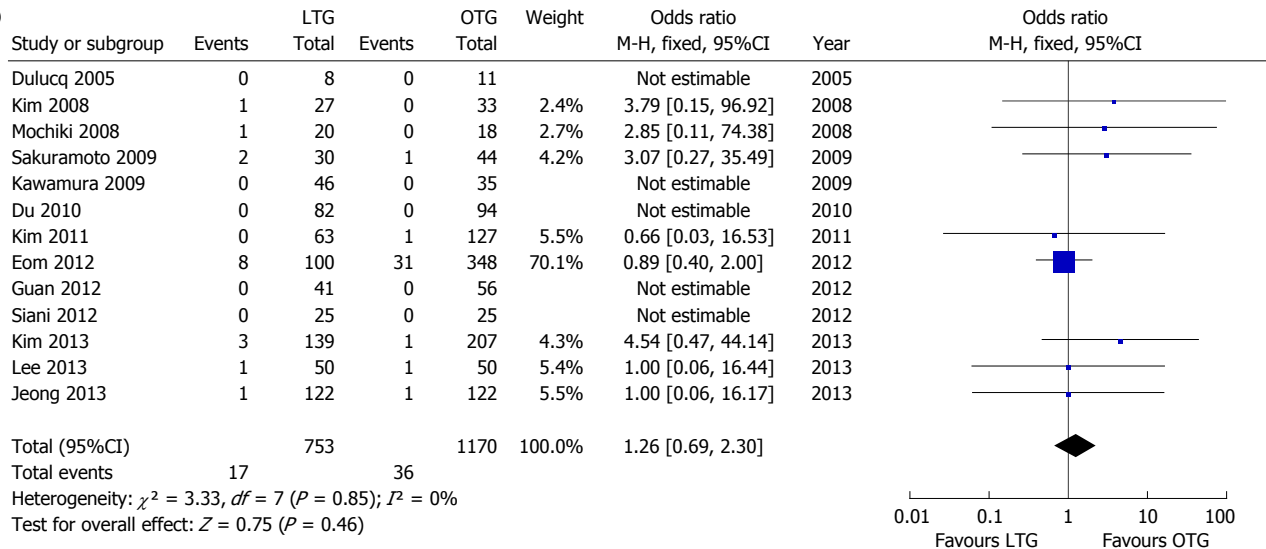 LTG OTG Weight Odds ratio Odds ratio
Study or subgroup Events Total Events Total M-H, fixed, 95%CI Year M-H, fixed, 95%CI
Dulucq 2005 0 8 0 11 Not estimable 2005
Kim 2008 1 27 0 33 2.4% 3.79 [0.15, 96.92] 2008
Mochiki 2008 1 20 0 18 2.7% 2.85 [0.11, 74.38] 2008
Sakuramoto 2009 2 30 1 44 4.2% 3.07 [0.27, 35.49] 2009
Kawamura 2009 0 46 0 35 Not estimable 2009
Du 2010 0 82 0 94 Not estimable 2010
Kim 2011 0 63 1 127 5.5% 0.66 [0.03, 16.53] 2011
Eom 2012 8 100 31 348 70.1% 0.89 [0.40, 2.00] 2012
Guan 2012 0 41 0 56 Not estimable 2012
Siani 2012 0 25 0 25 Not estimable 2012
Kim 2013 3 139 1 207 4.3% 4.54 [0.47, 44.14] 2013
Lee 2013 1 50 1 50 5.4% 1.00 [0.06, 16.44] 2013
Jeong 2013 1 122 1 122 5.5% 1.00 [0.06, 16.17] 2013
Total (95%CI) 753 1170 100.0% 1.26 [0.69, 2.30]
Total events 17 36
Heterogeneity: χ² = 3.33, df = 7 (P = 0.85); I² = 0%
Test for overall effect: Z = 0.75 (P = 0.46)
0.01 0.1 1 10 100
Favours LTG Favours OTG